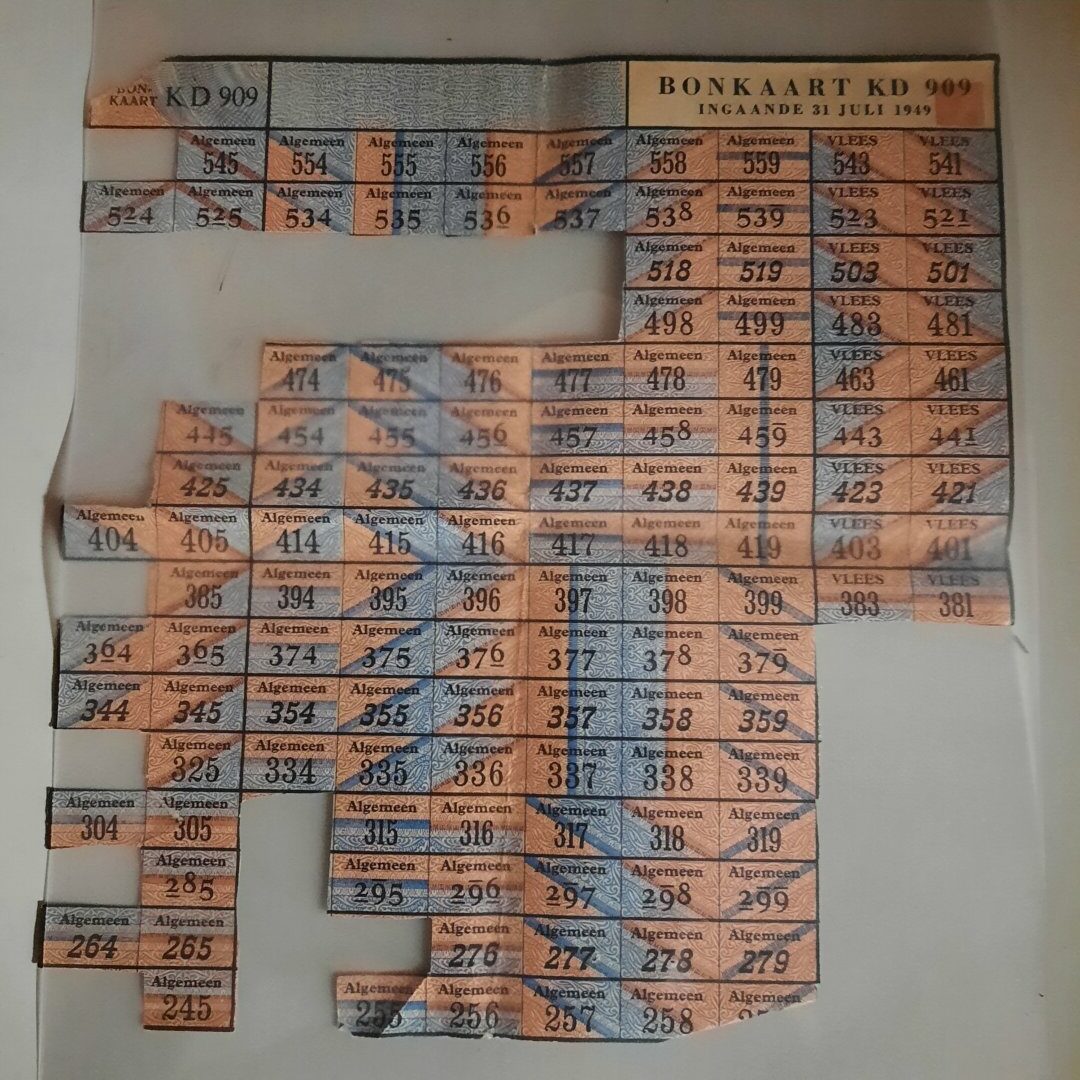 BON-
KAART KD 909
BONKAART KD 909
INGAANDE 31 JULI 1949
Algemeen Algemeen Algemeen Algemeen Algemeen Algemeen Algemeen VLEES VLEES
545 554 555 556 557 558 559 543 541
Algemeen Algemeen Algemeen Algemeen Algemeen Algemeen Algemeen Algemeen VLEES VLEES
524 525 534 535 536 537 538 539 523 521
Algemeen Algemeen VLEES VLEES
518 519 503 501
Algemeen Algemeen VLEES VLEES
498 499 483 481
Algemeen Algemeen Algemeen Algemeen Algemeen Algemeen VLEES VLEES
474 475 476 477 478 479 463 461
Algemeen Algemeen Algemeen Algemeen Algemeen Algemeen Algemeen VLEES VLEES
445 454 455 456 457 458 459 443 441
Algemeen Algemeen Algemeen Algemeen Algemeen Algemeen Algemeen VLEES VLEES
425 434 435 436 437 438 439 423 421
Algemeen Algemeen Algemeen Algemeen Algemeen Algemeen Algemeen Algemeen VLEES VLEES
404 405 414 415 416 417 418 419 403 401
Algemeen Algemeen Algemeen Algemeen Algemeen Algemeen Algemeen VLEES VLEES
385 394 395 396 397 398 399 383 381
Algemeen Algemeen Algemeen Algemeen Algemeen Algemeen Algemeen Algemeen
364 365 374 375 376 377 378 379
Algemeen Algemeen Algemeen Algemeen Algemeen Algemeen Algemeen Algemeen
344 345 354 355 356 357 358 359
Algemeen Algemeen Algemeen Algemeen Algemeen Algemeen Algemeen
325 334 335 336 337 338 339
Algemeen Algemeen Algemeen Algemeen Algemeen Algemeen Algemeen
304 305 315 316 317 318 319
Algemeen Algemeen Algemeen Algemeen Algemeen Algemeen
285 295 296 297 298 299
Algemeen Algemeen Algemeen Algemeen Algemeen Algemeen
264 265 276 277 278 279
Algemeen Algemeen Algemeen Algemeen Algemeen Algemeen
245 255 256 257 258